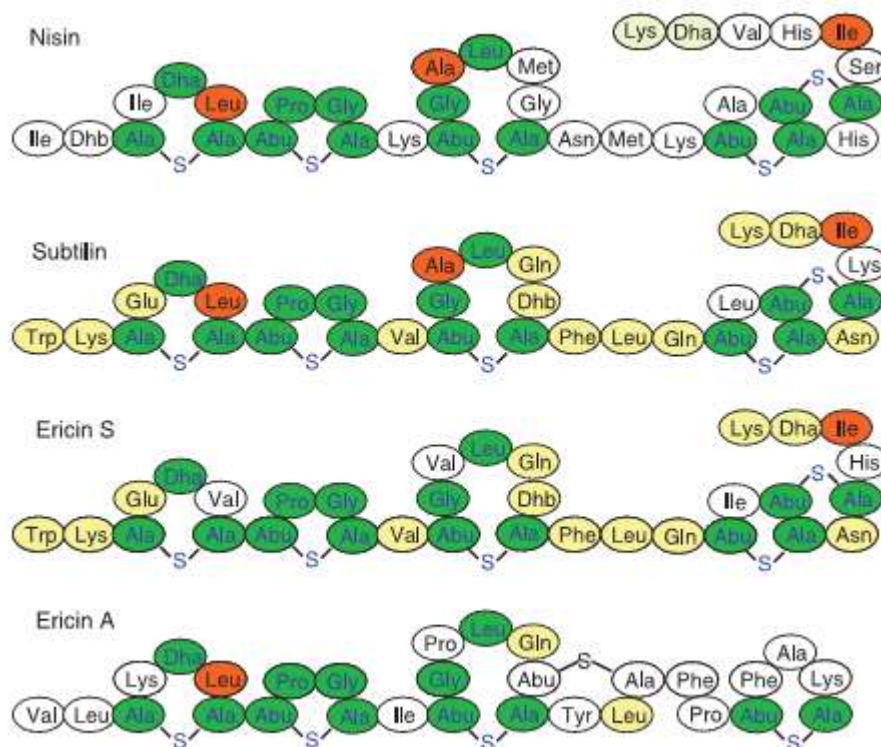 Nisin
Lys Dha Val His Ile
Leu
Dha Ala Met Ser
S
Ile Leu Pro Gly Gly Gly Ala Abu Ala
Ile Dhb Ala Ala Abu Ala Lys Abu Ala Asn Met Lys Abu Ala His
S S S S
Subtilin
Lys Dha Ile
Leu
Ala Gln Lys
Dha S
Glu Leu Pro Gly Gly Dhb Leu Abu Ala
Trp Lys Ala Ala Abu Ala Val Abu Ala Phe Leu Gln Abu Ala Asn
S S S S
Ericin S
Lys Dha Ile
Leu
Val Gln His
Dha S
Glu Val Pro Gly Gly Dhb Ile Abu Ala
Trp Lys Ala Ala Abu Ala Val Abu Ala Phe Leu Gln Abu Ala Asn
S S S S
Ericin A
Leu
Pro Gln Ala
Dha S
Lys Leu Pro Gly Gly Abu Ala Phe Phe Lys
Val Leu Ala Ala Abu Ala Ile Abu Ala Tyr Leu Pro Abu Ala
S S S S